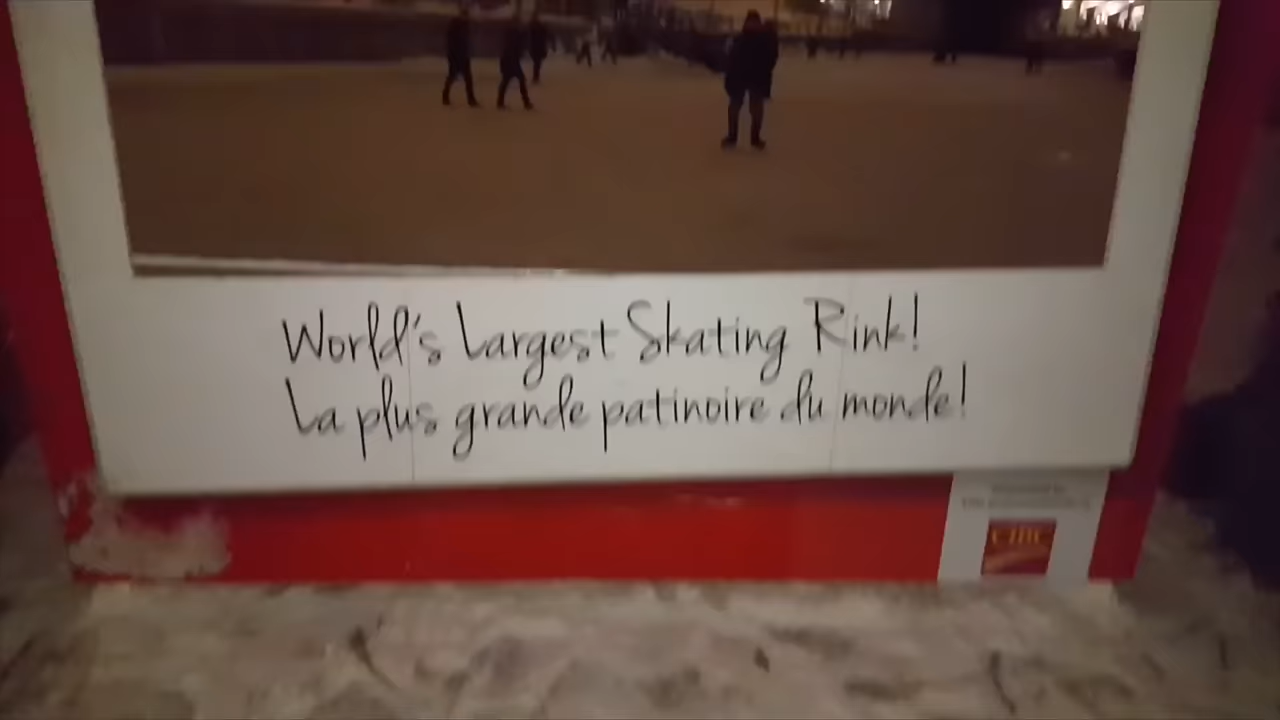 World's Largest Skating Rink!
La plus grande patinoire du monde!
CIBC